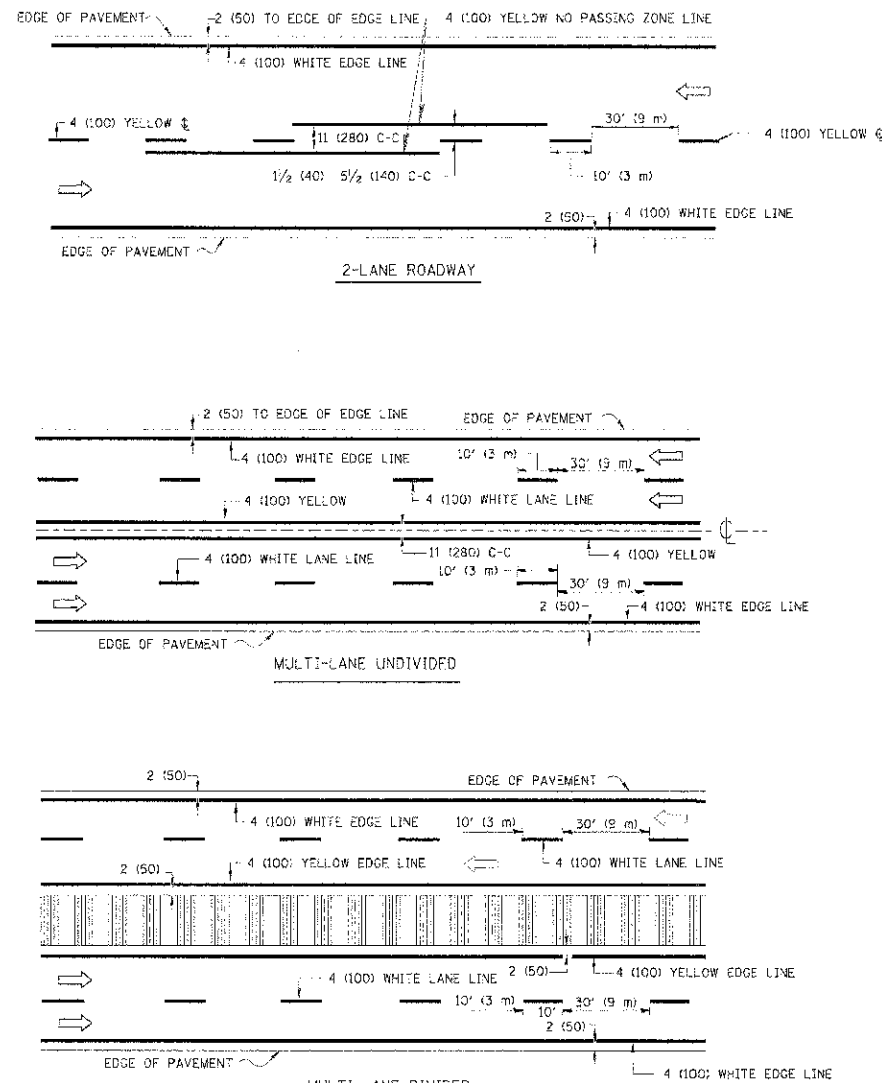 EDGE OF PAVEMENT
2 (50) TO EDGE OF EDGE LINE
4 (100) YELLOW NO PASSING ZONE LINE
4 (100) WHITE EDGE LINE
4 (100) YELLOW ℄
11 (280) C-C
30' (9 m)
4 (100) YELLOW ℄
1½ (40)
5½ (140) C-C
10' (3 m)
2 (50)
4 (100) WHITE EDGE LINE
EDGE OF PAVEMENT
2-LANE ROADWAY
2 (50) TO EDGE OF EDGE LINE
EDGE OF PAVEMENT
4 (100) WHITE EDGE LINE
10' (3 m)
30' (9 m)
4 (100) YELLOW
4 (100) WHITE LANE LINE
℄
4 (100) WHITE LANE LINE
11 (280) C-C
4 (100) YELLOW
10' (3 m)
30' (9 m)
2 (50)
4 (100) WHITE EDGE LINE
EDGE OF PAVEMENT
MULTI-LANE UNDIVIDED
2 (50)
EDGE OF PAVEMENT
4 (100) WHITE EDGE LINE
10' (3 m)
30' (9 m)
2 (50)
4 (100) YELLOW EDGE LINE
4 (100) WHITE LANE LINE
2 (50)
4 (100) YELLOW EDGE LINE
4 (100) WHITE LANE LINE
10' (3 m)
30' (9 m)
10'
2 (50)
EDGE OF PAVEMENT
4 (100) WHITE EDGE LINE